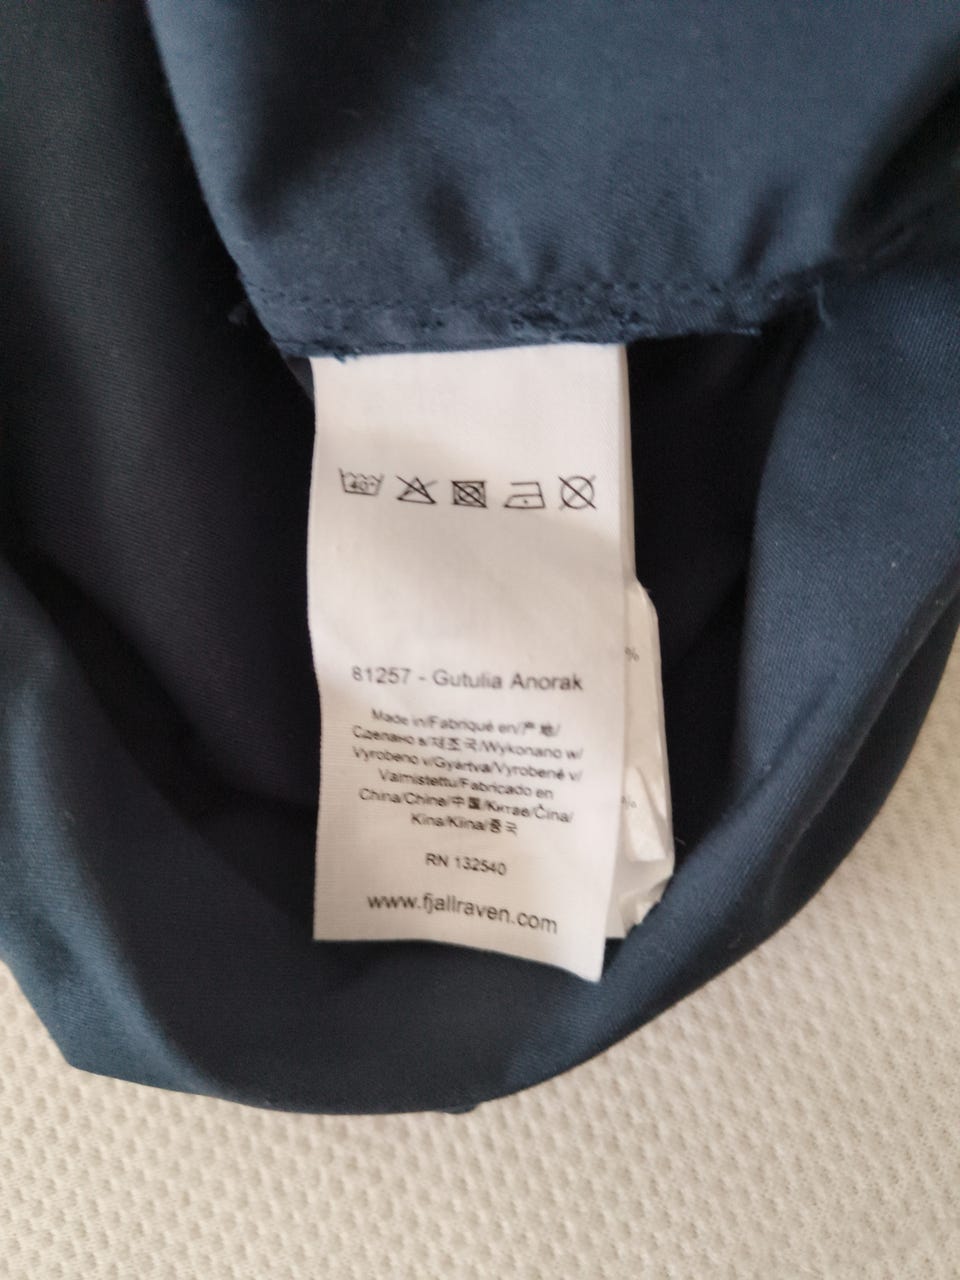 40°
81257 - Gutulia Anorak
Made in/Fabriqué en/产地/
Сделано в/제조국/Wykonano w/
Vyrobeno v/Gyártva/Vyrobené v/
Valmistettu/Fabricado en
China/Chine/中国/Китае/Čína/
Kina/Kiina/중국
RN 132540
www.fjallraven.com
%
%